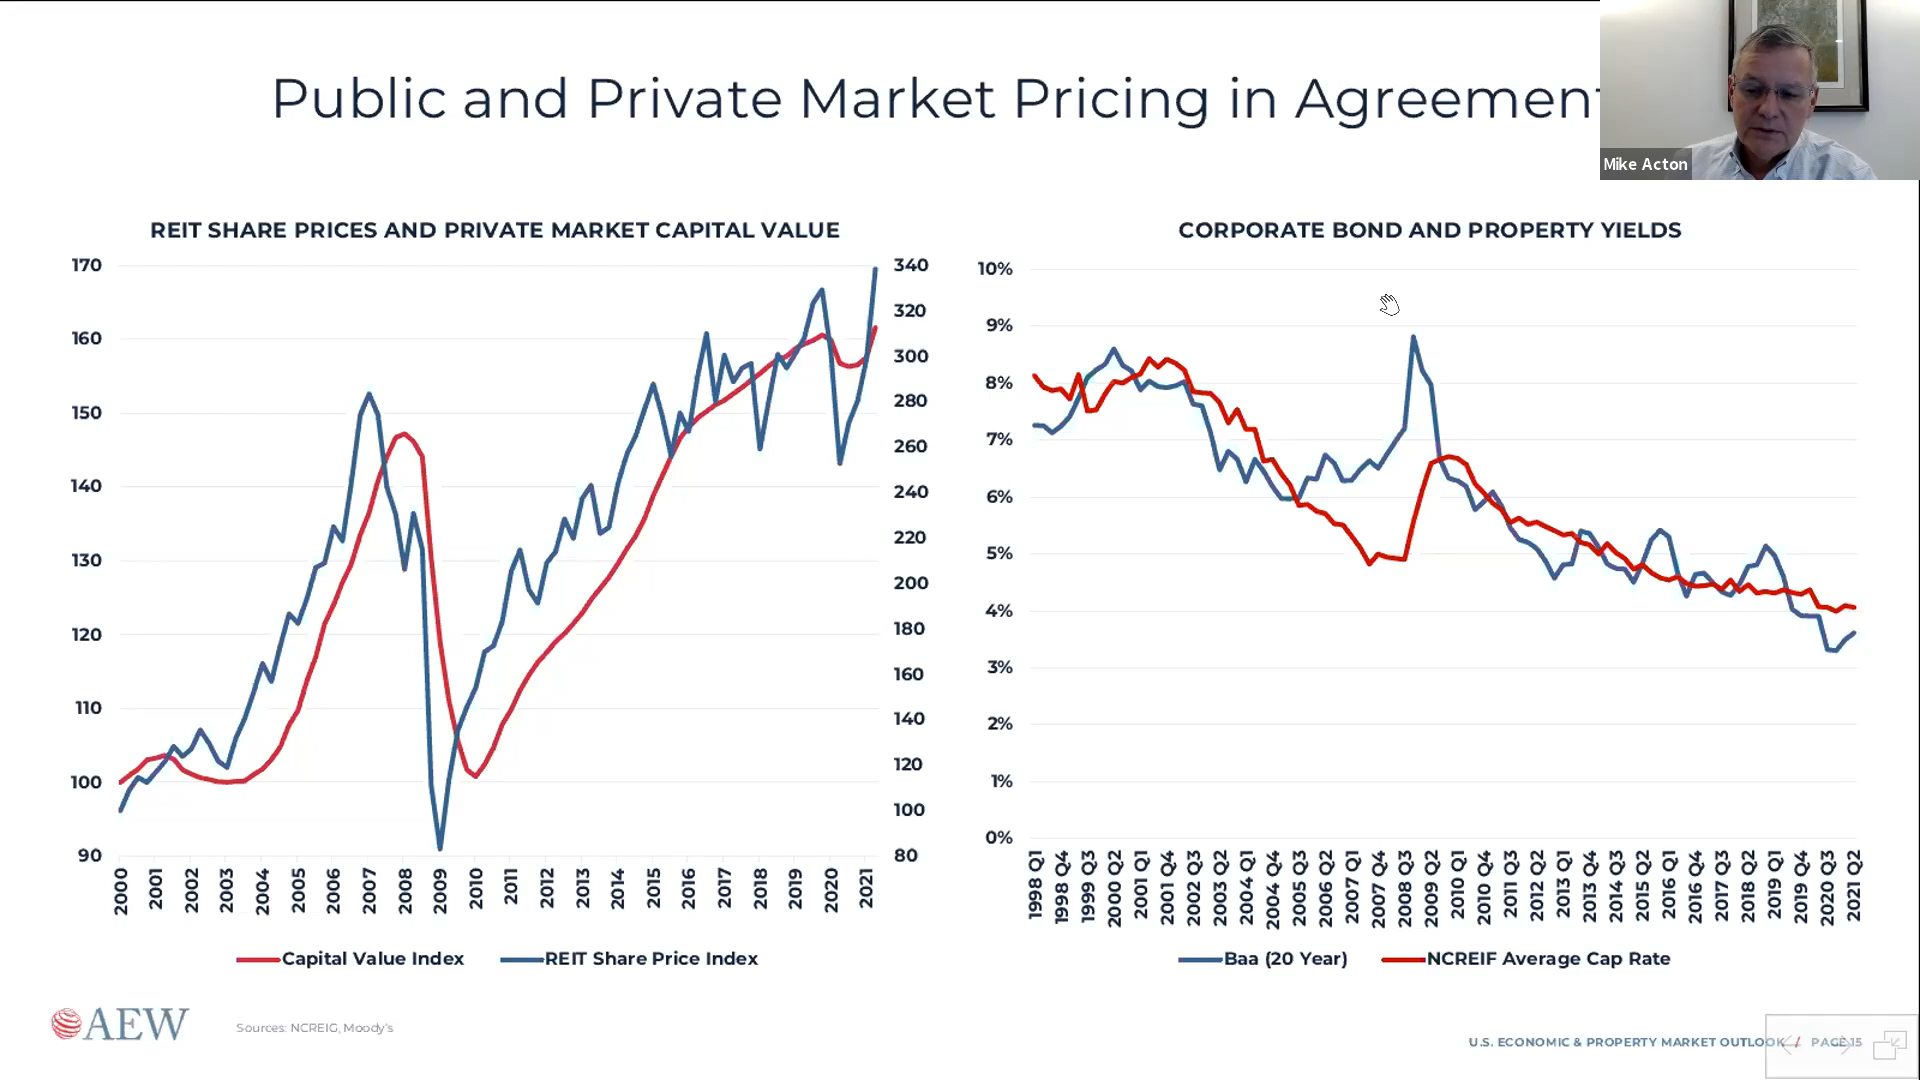 Public and Private Market Pricing in Agreement
Mike Acton
REIT SHARE PRICES AND PRIVATE MARKET CAPITAL VALUE
170
160
150
140
130
120
110
100
90
340
320
300
280
260
240
220
200
180
160
140
120
100
80
2000
2001
2002
2003
2004
2005
2006
2007
2008
2009
2010
2011
2012
2013
2014
2015
2016
2017
2018
2019
2020
2021
Capital Value Index
REIT Share Price Index
CORPORATE BOND AND PROPERTY YIELDS
10%
9%
8%
7%
6%
5%
4%
3%
2%
1%
0%
1998 Q1
1998 Q4
1999 Q3
2000 Q2
2001 Q1
2001 Q4
2002 Q3
2003 Q2
2004 Q1
2004 Q4
2005 Q3
2006 Q2
2007 Q1
2007 Q4
2008 Q3
2009 Q2
2010 Q1
2010 Q4
2011 Q3
2012 Q2
2013 Q1
2013 Q4
2014 Q3
2015 Q2
2016 Q1
2016 Q4
2017 Q3
2018 Q2
2019 Q1
2019 Q4
2020 Q3
2021 Q2
Baa (20 Year)
NCREIF Average Cap Rate
AEW
Sources: NCREIG, Moody's
U.S. ECONOMIC & PROPERTY MARKET OUTLOOK / PAGE 15